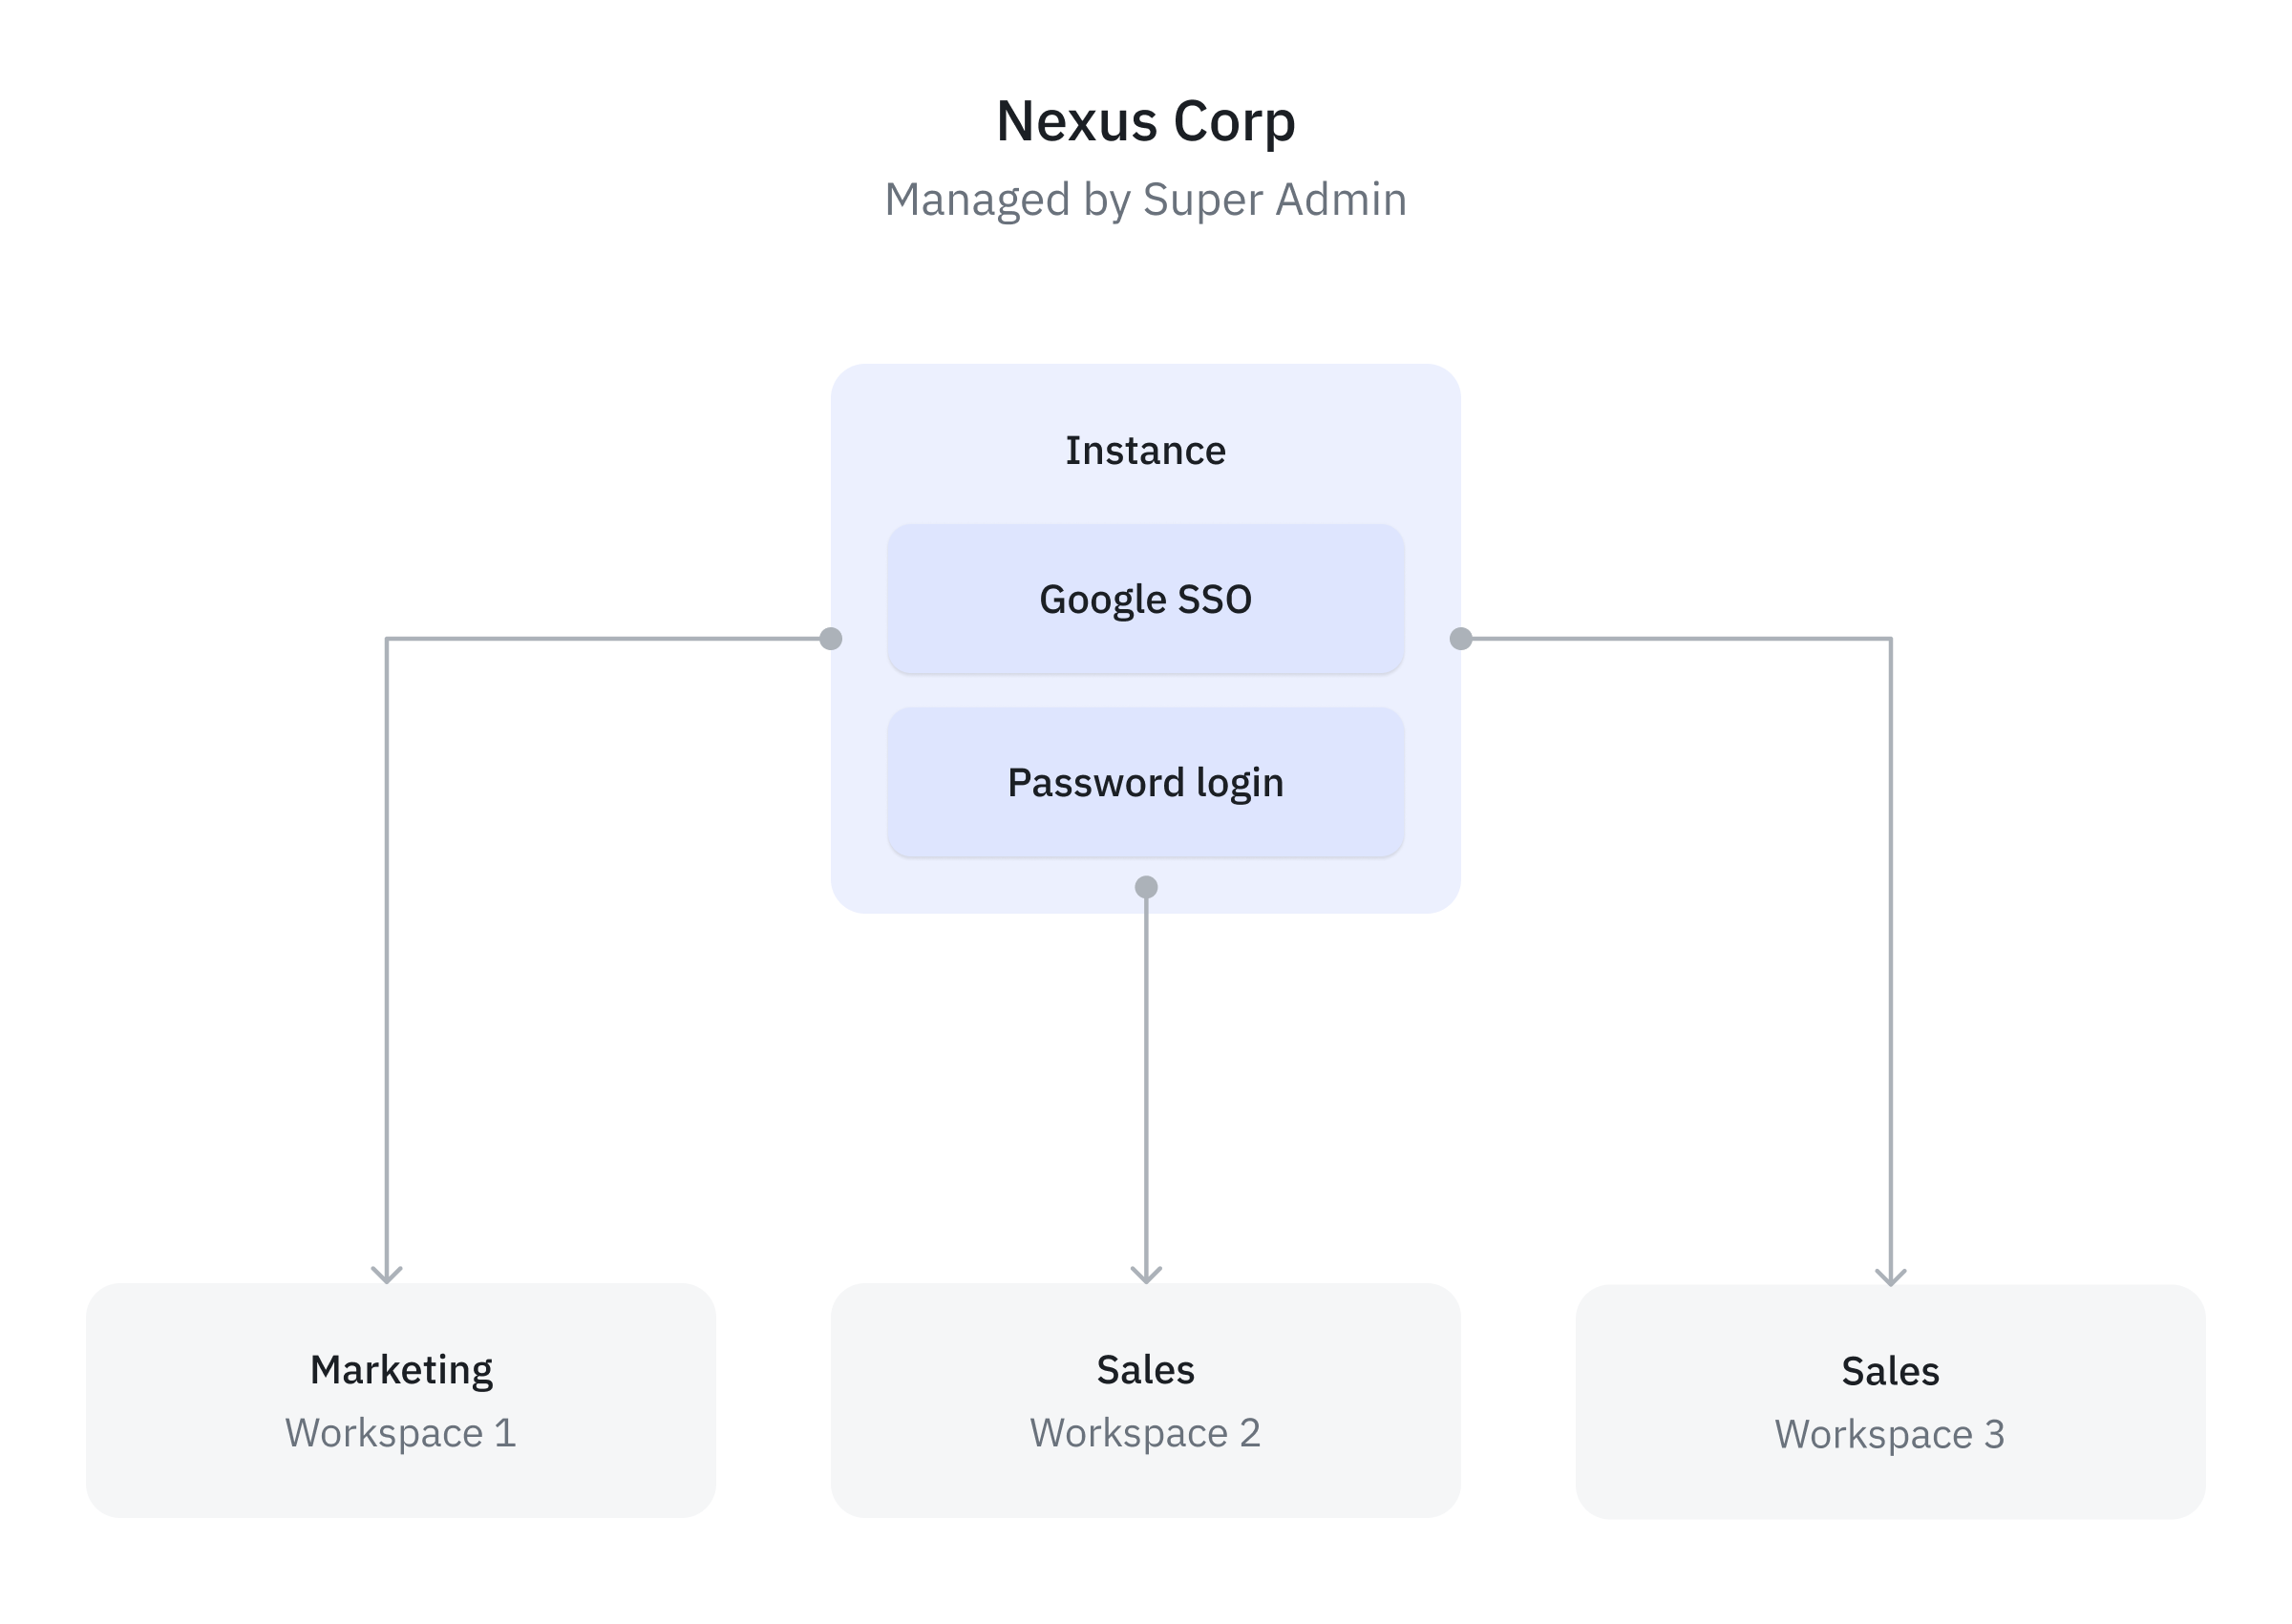 Nexus Corp
Managed by Super Admin
Instance
Google SSO
Password login
Marketing
Workspace 1
Sales
Workspace 2
Sales
Workspace 3